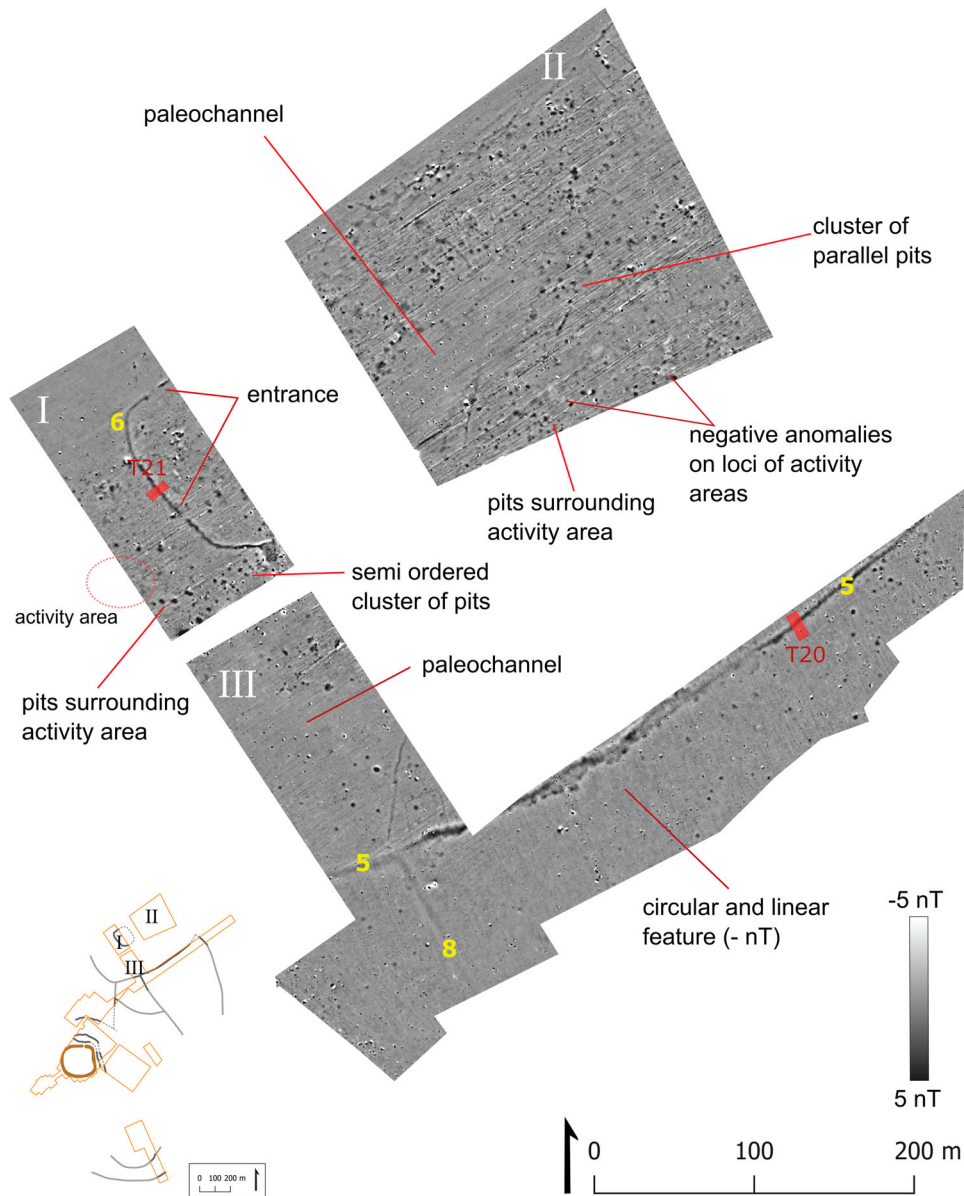 II
paleochannel
cluster of
parallel pits
I
entrance
6
T21
negative anomalies
on loci of activity
areas
pits surrounding
activity area
semi ordered
cluster of pits
activity area
5
T20
III
paleochannel
pits surrounding
activity area
5
circular and linear
feature (- nT)
8
-5 nT
5 nT
II
I
III
0 100 200 m
0 100 200 m